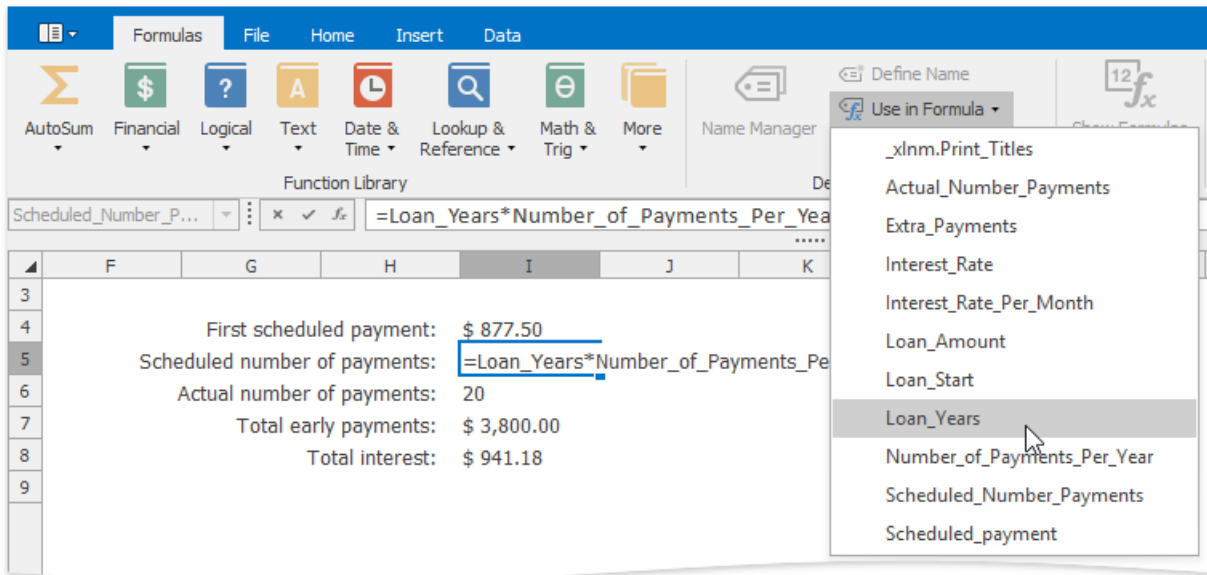 Formulas File Home Insert Data
Define Name
Use in Formula
AutoSum Financial Logical Text Date & Time Lookup & Reference Math & Trig More Name Manager
Function Library
Scheduled_Number_P... =Loan_Years*Number_of_Payments_Per_Yea
F G H I J K
3
4 First scheduled payment: $ 877.50
5 Scheduled number of payments: =Loan_Years*Number_of_Payments_Pe
6 Actual number of payments: 20
7 Total early payments: $ 3,800.00
8 Total interest: $ 941.18
9
_xlnm.Print_Titles
Actual_Number_Payments
Extra_Payments
Interest_Rate
Interest_Rate_Per_Month
Loan_Amount
Loan_Start
Loan_Years
Number_of_Payments_Per_Year
Scheduled_Number_Payments
Scheduled_payment